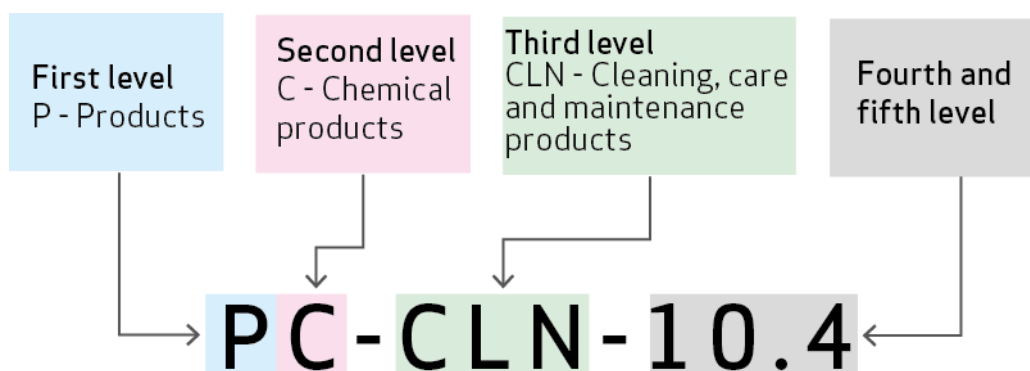 First level
P - Products
Second level
C - Chemical
products
Third level
CLN - Cleaning, care
and maintenance
products
Fourth and
fifth level
PC-CLN-10.4